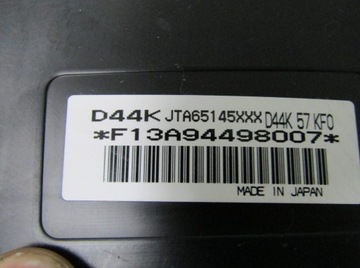 D44K JTA65145XXX D44K 57 KF0
*F13A94498007*
MADE IN JAPAN